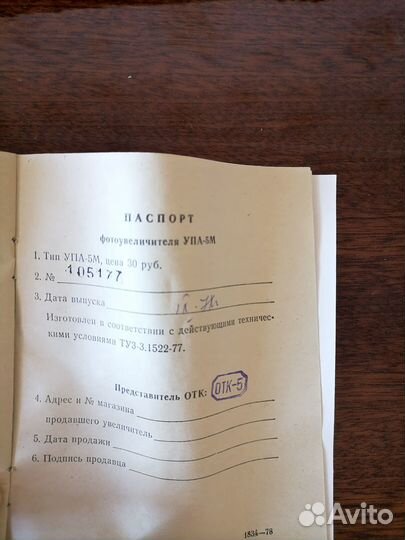 ПАСПОРТ
фотоувеличителя УПА-5М
1. Тип УПА-5М, цена 30 руб.
2. № 105177
3. Дата выпуска
Изготовлен в соответствии с действующими техничес-
кими условиями ТУ3-3.1522-77.
Представитель ОТК: ОТК-5
4. Адрес и № магазина
продавшего увеличитель
5. Дата продажи
6. Подпись продавца
1834—78
Avito